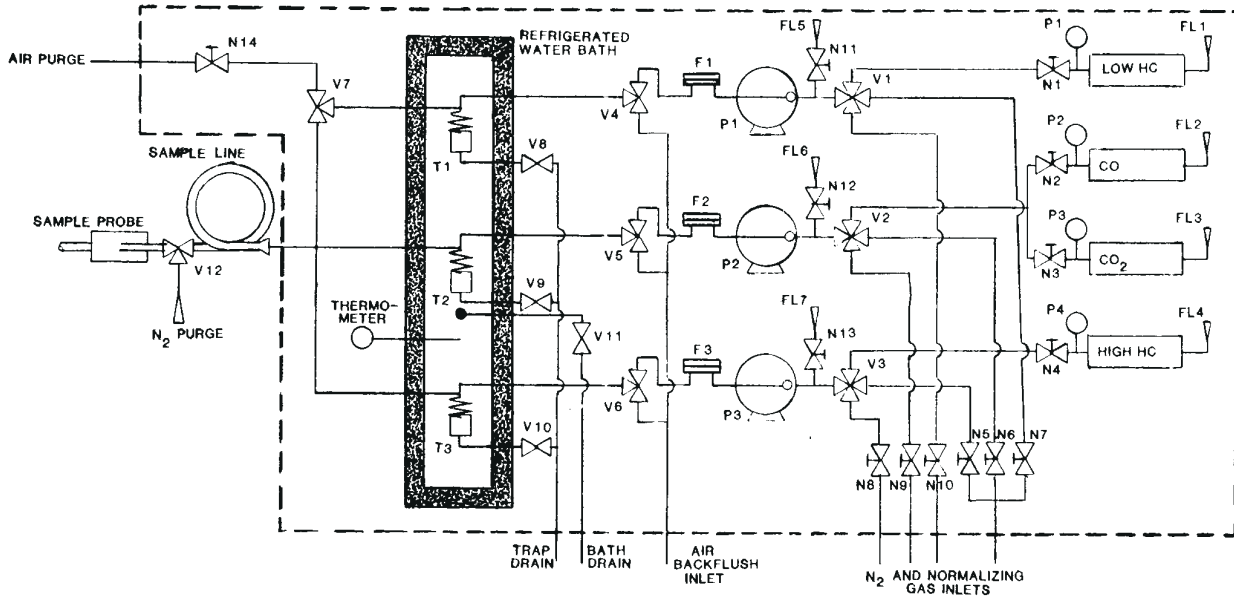 AIR PURGE
N14
V7
REFRIGERATED
WATER BATH
SAMPLE LINE
SAMPLE PROBE
V12
N2 PURGE
THERMO-
METER
T1
T2
T3
V8
V9
V11
V10
V4
V5
V6
F1
F2
F3
P1
P2
P3
FL5
N11
FL6
N12
FL7
N13
V1
V2
V3
P1
N1
LOW HC
FL1
P2
N2
CO
FL2
P3
N3
CO2
FL3
P4
N4
HIGH HC
FL4
N5
N6
N7
N8
N9
N10
TRAP
DRAIN
BATH
DRAIN
AIR
BACKFLUSH
INLET
N2
AND NORMALIZING
GAS INLETS